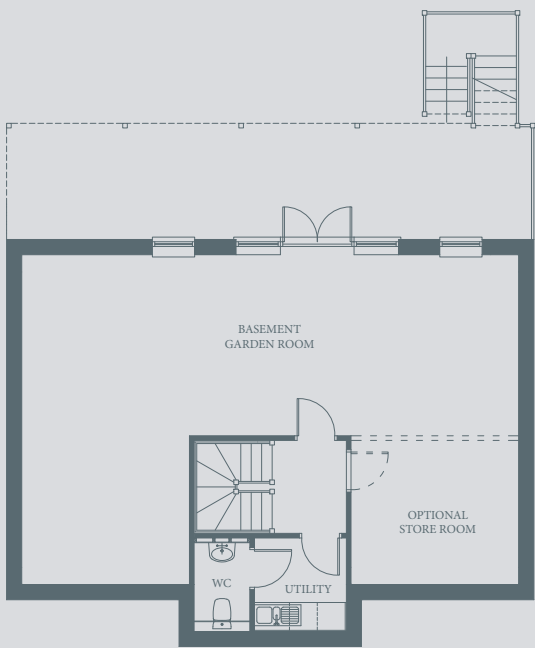 BASEMENT
GARDEN ROOM
OPTIONAL
STORE ROOM
WC
UTILITY